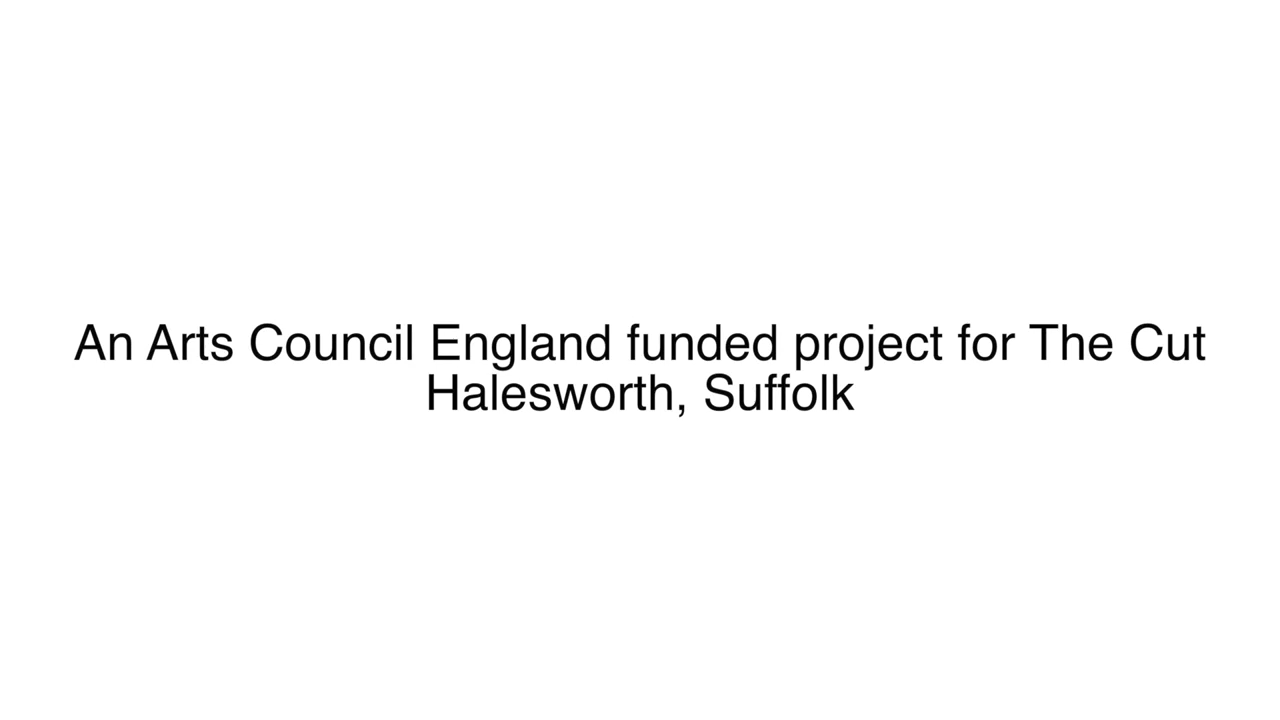 An Arts Council England funded project for The Cut
Halesworth, Suffolk